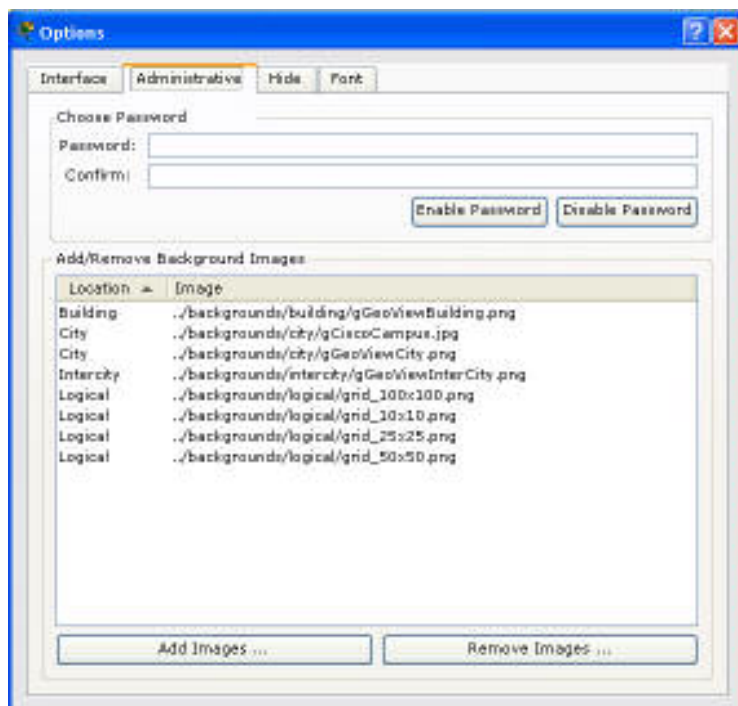 Options
Interface Administrative Hide Font
Choose Password
Password:
Confirm:
Enable Password Disable Password
Add/Remove Background Images
Location Image
Building ../backgrounds/building/gGeoViewBuilding.png
City ../backgrounds/city/gCiscoCampus.jpg
City ../backgrounds/city/gGeoViewCity.png
Intercity ../backgrounds/intercity/gGeoViewInterCity.png
Logical ../backgrounds/logical/grid_100x100.png
Logical ../backgrounds/logical/grid_10x10.png
Logical ../backgrounds/logical/grid_25x25.png
Logical ../backgrounds/logical/grid_50x50.png
Add Images ... Remove Images ...